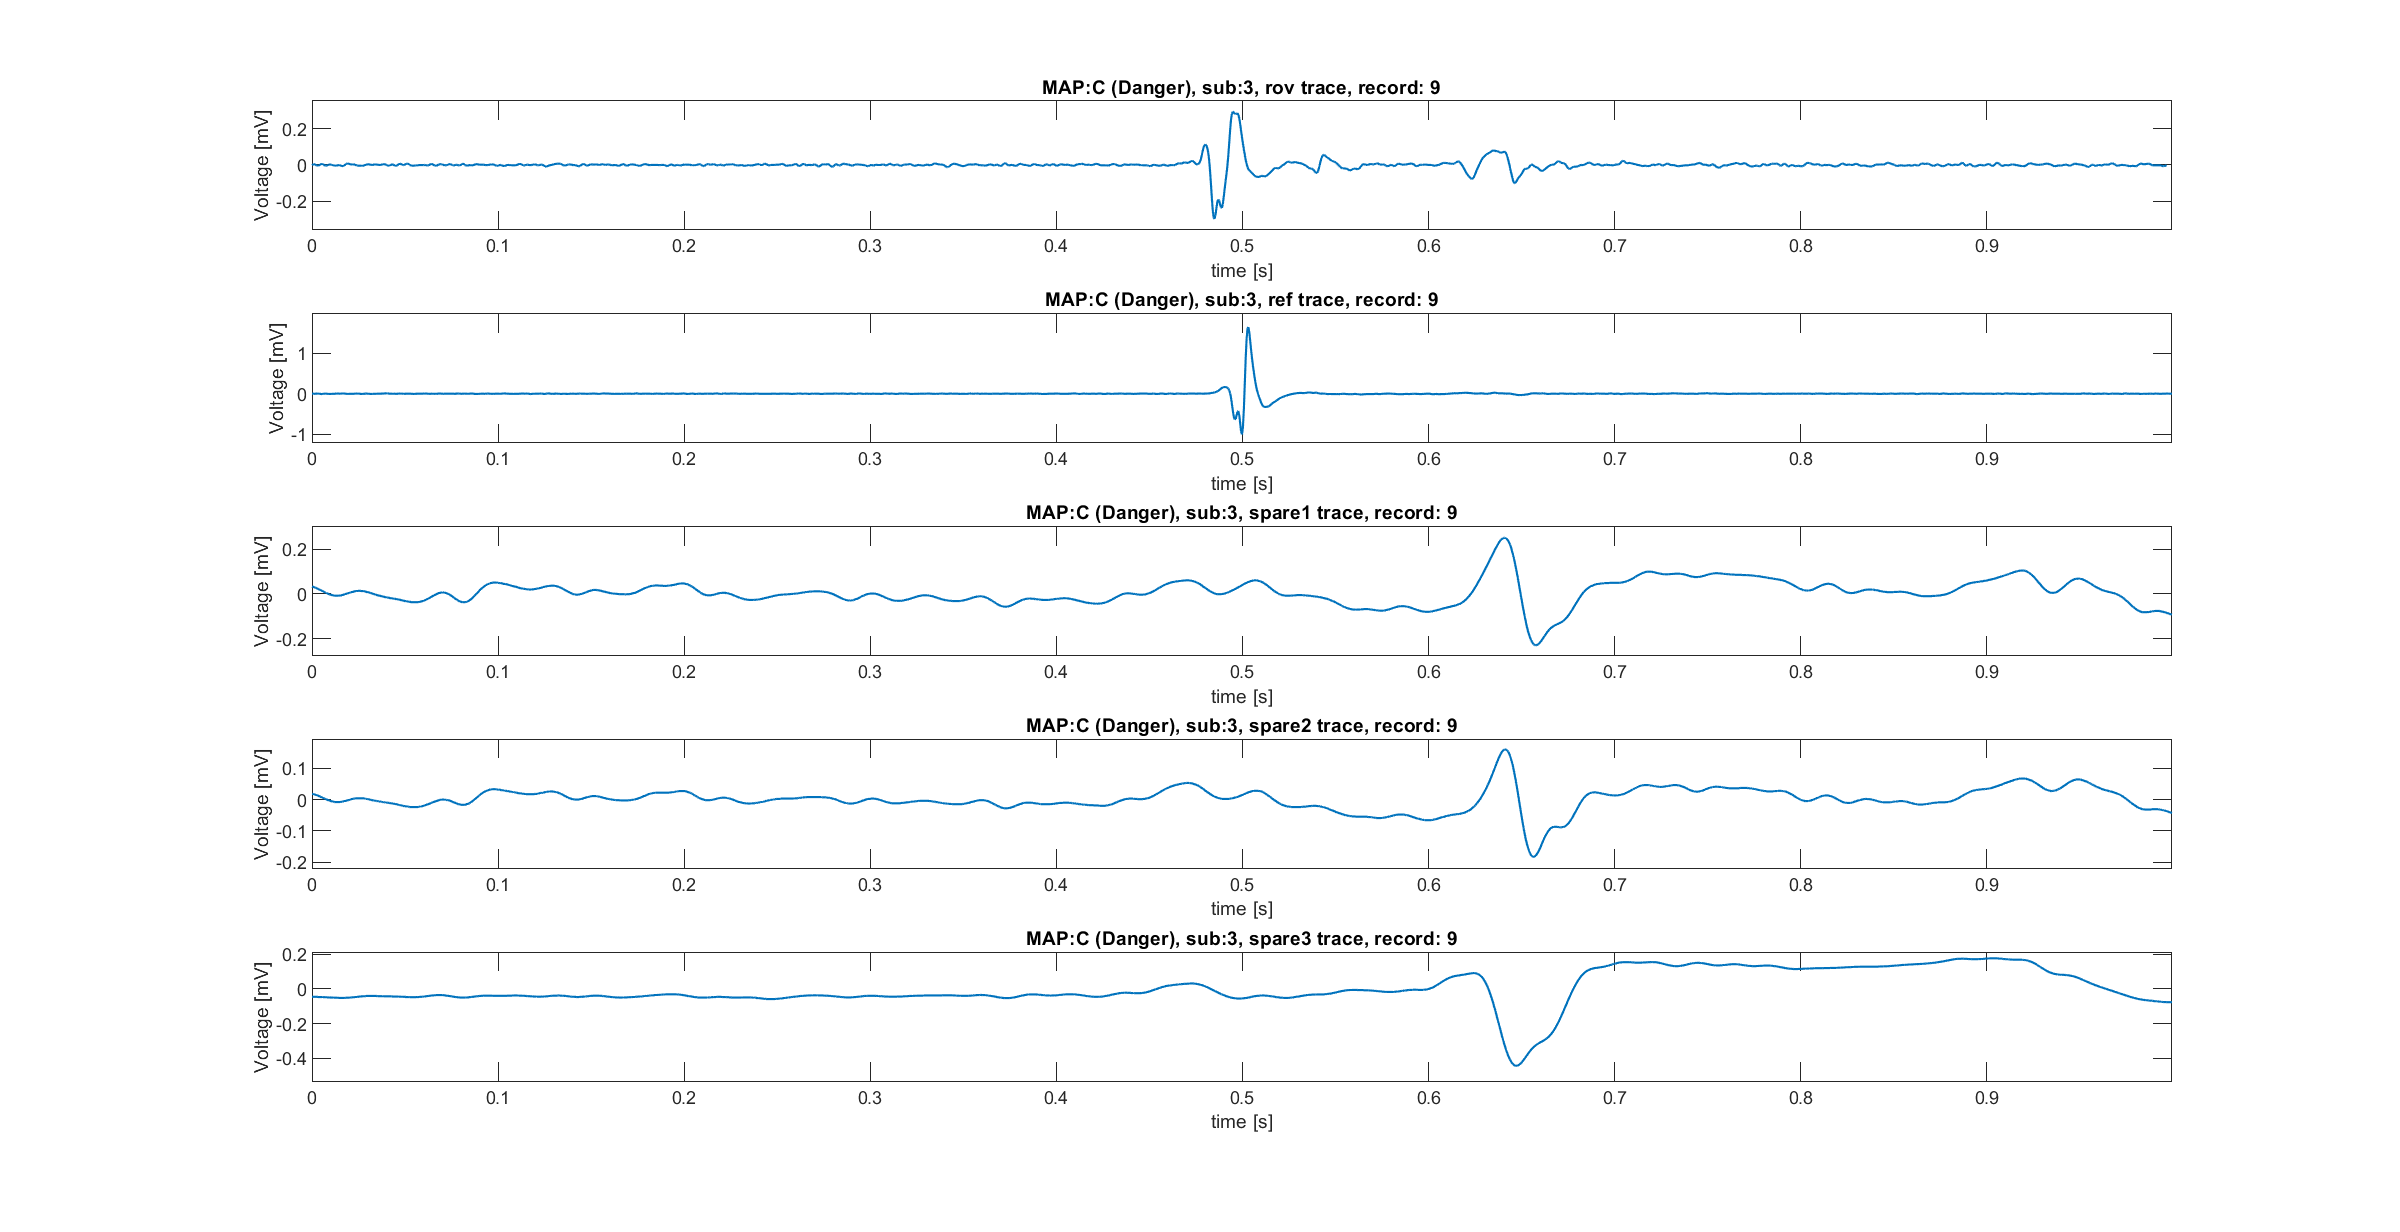 MAP:C (Danger), sub:3, rov trace, record: 9
Voltage [mV]
0.2
0
-0.2
0 0.1 0.2 0.3 0.4 0.5 0.6 0.7 0.8 0.9
time [s]
MAP:C (Danger), sub:3, ref trace, record: 9
Voltage [mV]
1
0
-1
0 0.1 0.2 0.3 0.4 0.5 0.6 0.7 0.8 0.9
time [s]
MAP:C (Danger), sub:3, spare1 trace, record: 9
Voltage [mV]
0.2
0
-0.2
0 0.1 0.2 0.3 0.4 0.5 0.6 0.7 0.8 0.9
time [s]
MAP:C (Danger), sub:3, spare2 trace, record: 9
Voltage [mV]
0.1
0
-0.1
-0.2
0 0.1 0.2 0.3 0.4 0.5 0.6 0.7 0.8 0.9
time [s]
MAP:C (Danger), sub:3, spare3 trace, record: 9
Voltage [mV]
0.2
0
-0.2
-0.4
0 0.1 0.2 0.3 0.4 0.5 0.6 0.7 0.8 0.9
time [s]